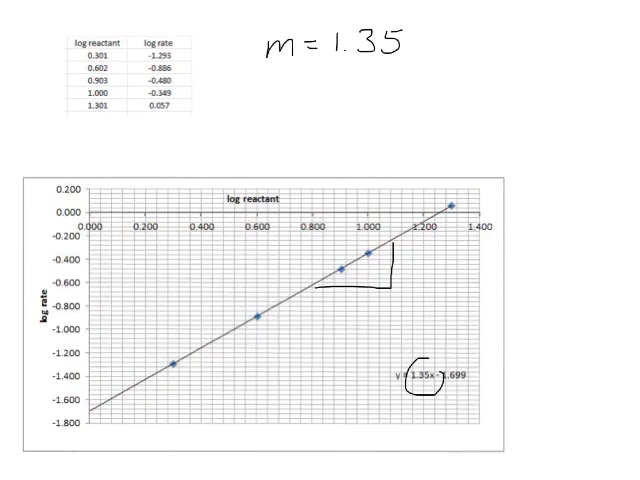 m = 1.35
log reactant log rate
0.301 -1.293
0.602 -0.886
0.903 -0.480
1.000 -0.349
1.301 0.057
0.200
log reactant
0.000
0.000 0.200 0.400 0.600 0.800 1.000 1.200 1.400
-0.200
-0.400
-0.600
-0.800
log rate
-1.000
-1.200
y = 1.35x - 1.699
-1.400
-1.600
-1.800